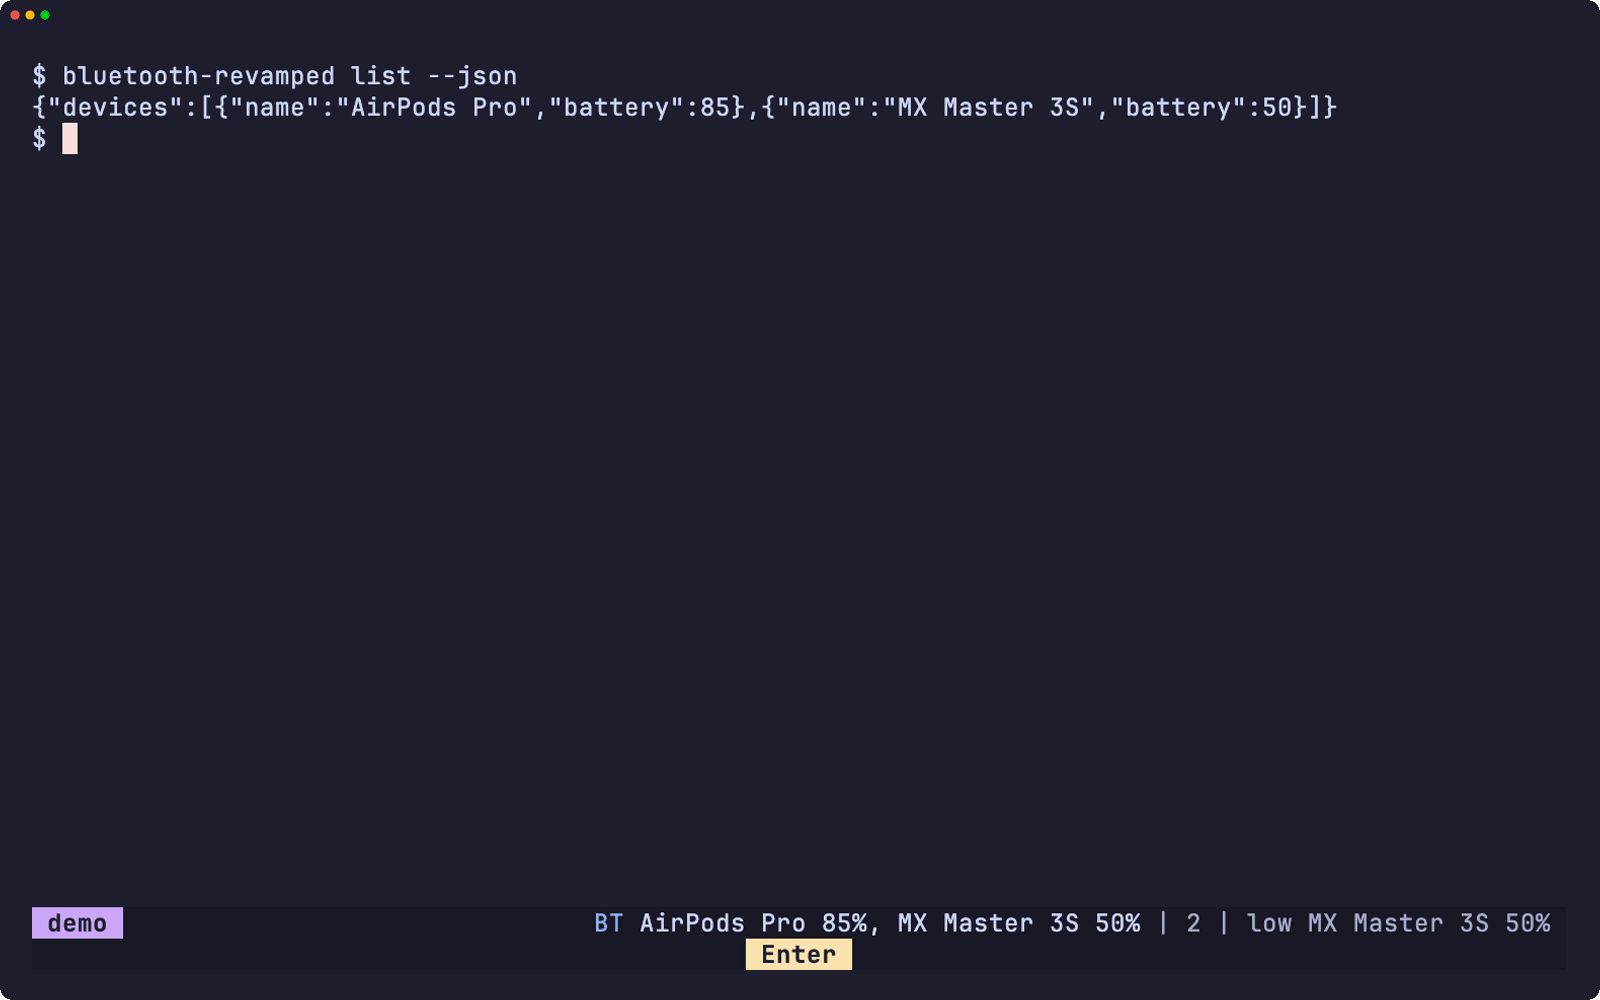 $ bluetooth-revamped list --json
{"devices":[{"name":"AirPods Pro","battery":85},{"name":"MX Master 3S","battery":50}]}
$
demo BT AirPods Pro 85%, MX Master 3S 50% | 2 | low MX Master 3S 50%
Enter